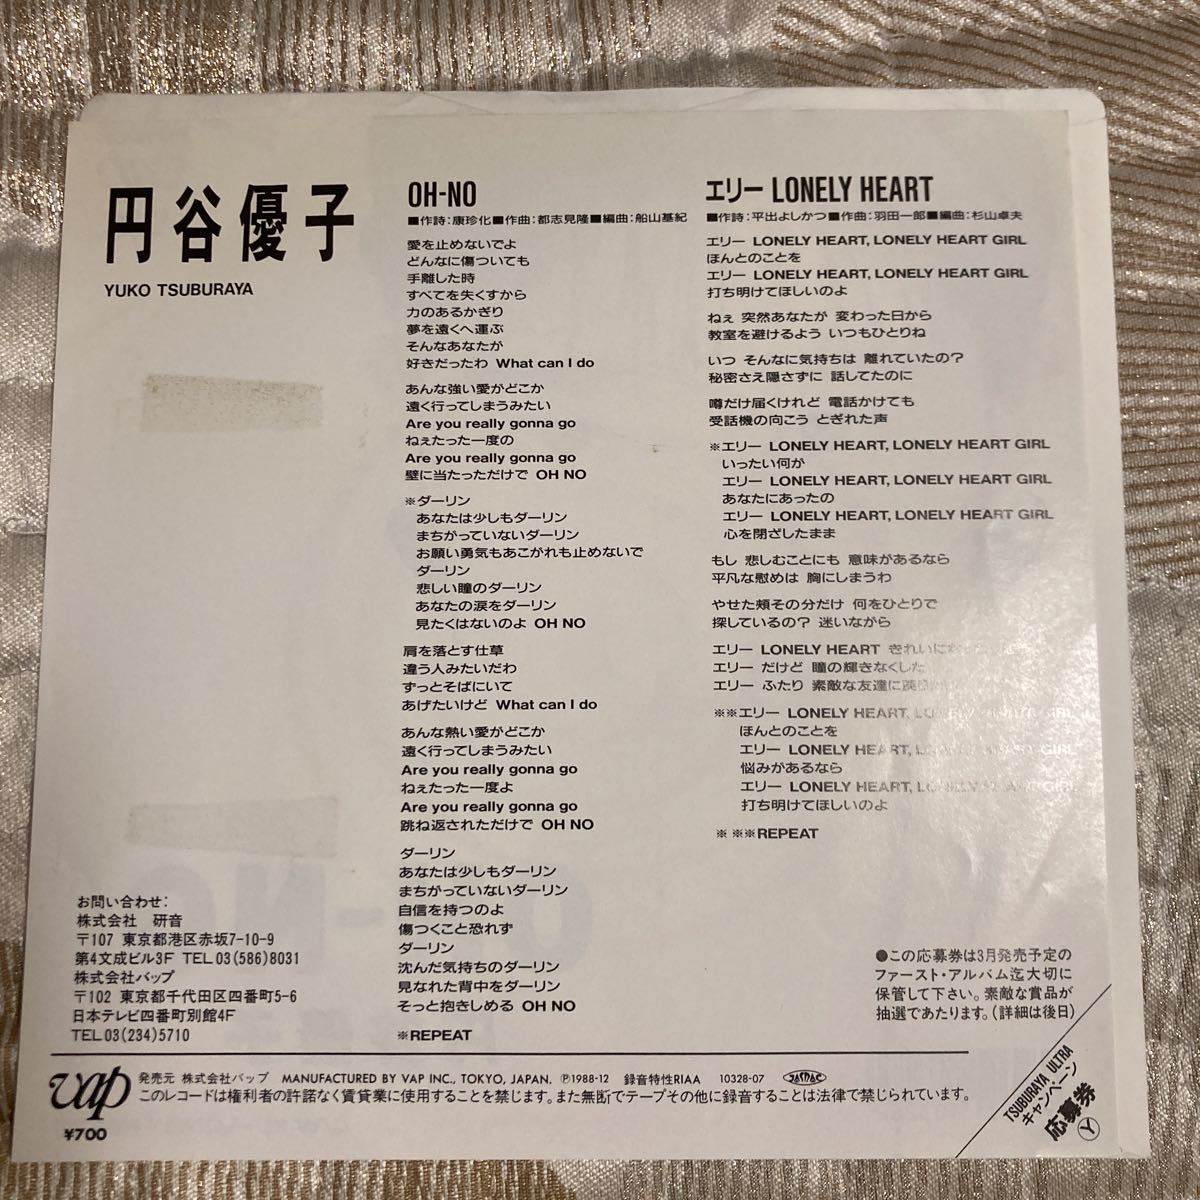 円谷優子
YUKO TSUBURAYA
OH-NO
■作詩:康珍化■作曲:都志見隆■編曲:船山基紀
愛を止めないでよ
どんなに傷ついても
手離した時
すべてを失くすから
力のあるかぎり
夢を遠くへ運ぶ
そんなあなたが
好きだったわ What can I do
あんな強い愛がどこか
遠く行ってしまうみたい
Are you really gonna go
ねぇたった一度の
Are you really gonna go
壁に当たっただけで OH NO
※ダーリン
あなたは少しもダーリン
まちがっていないダーリン
お願い勇気もあこがれも止めないで
ダーリン
悲しい瞳のダーリン
あなたの涙をダーリン
見たくはないのよ OH NO
肩を落とす仕草
違う人みたいだわ
ずっとそばにいて
あげたいけど What can I do
あんな熱い愛がどこか
遠く行ってしまうみたい
Are you really gonna go
ねぇたった一度よ
Are you really gonna go
跳ね返されただけで OH NO
ダーリン
あなたは少しもダーリン
まちがっていないダーリン
自信を持つのよ
傷つくこと恐れず
ダーリン
沈んだ気持ちのダーリン
見なれた背中をダーリン
そっと抱きしめる OH NO
※REPEAT
エリー LONELY HEART
■作詩:平出よしかつ■作曲:羽田一郎■編曲:杉山卓夫
エリー LONELY HEART, LONELY HEART GIRL
ほんとのことを
エリー LONELY HEART, LONELY HEART GIRL
打ち明けてほしいのよ
ねぇ 突然あなたが 変わった日から
教室を避けるよう いつもひとりね
いつ そんなに気持ちは 離れていたの?
秘密さえ隠さずに 話してたのに
噂だけ届くけれど 電話かけても
受話機の向こう とぎれた声
※エリー LONELY HEART, LONELY HEART GIRL
いったい何が
エリー LONELY HEART, LONELY HEART GIRL
あなたにあったの
エリー LONELY HEART, LONELY HEART GIRL
心を閉ざしたまま
もし 悲しむことにも 意味があるなら
平凡な慰めは 胸にしまうわ
やせた頬その分だけ 何をひとりで
探しているの? 迷いながら
エリー LONELY HEART きれいに
エリー だけど 瞳の輝きなくした
エリー ふたり 素敵な友達に
※※エリー LONELY HEART, LONELY HEART GIRL
ほんとのことを
エリー LONELY HEART, LONELY HEART GIRL
悩みがあるなら
エリー LONELY HEART, LONELY HEART GIRL
打ち明けてほしいのよ
※ ※※REPEAT
お問い合わせ:
株式会社 研音
〒107 東京都港区赤坂7-10-9
第4文成ビル3F TEL 03(586)8031
株式会社バップ
〒102 東京都千代田区四番町5-6
日本テレビ四番町別館4F
TEL 03(234)5710
●この応募券は3月発売予定の
ファースト・アルバム迄大切に
保管して下さい。素敵な賞品が
抽選であたります。(詳細は後日)
TSUBURAYA ULTRA
キャンペーン
応募券
Y
vap
¥700
発売元 株式会社バップ MANUFACTURED BY VAP INC., TOKYO, JAPAN. Ⓟ1988-12 録音特性RIAA 10328-07 JASRAC
このレコードは権利者の許諾なく賃貸業に使用することを禁じます。また無断でテープその他に録音することは法律で禁じられています。